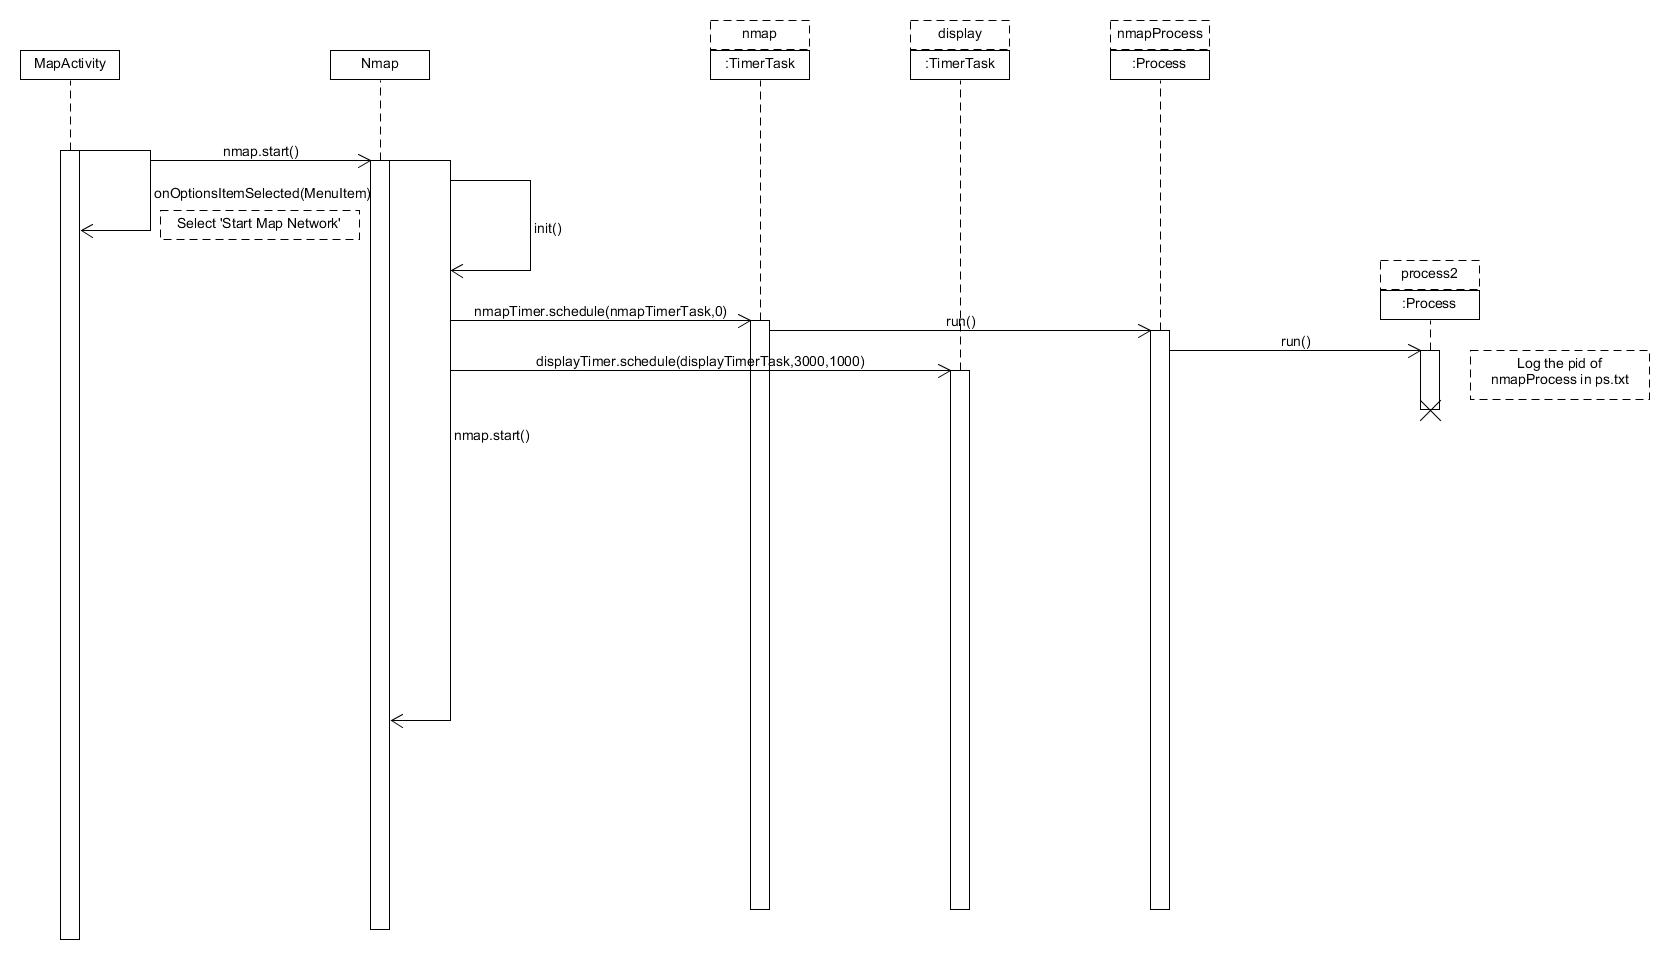 nmap
display
nmapProcess
MapActivity
Nmap
:TimerTask
:TimerTask
:Process
nmap.start()
onOptionsItemSelected(MenuItem)
Select 'Start Map Network'
init()
process2
:Process
nmapTimer.schedule(nmapTimerTask,0)
run()
run()
displayTimer.schedule(displayTimerTask,3000,1000)
Log the pid of
nmapProcess in ps.txt
nmap.start()